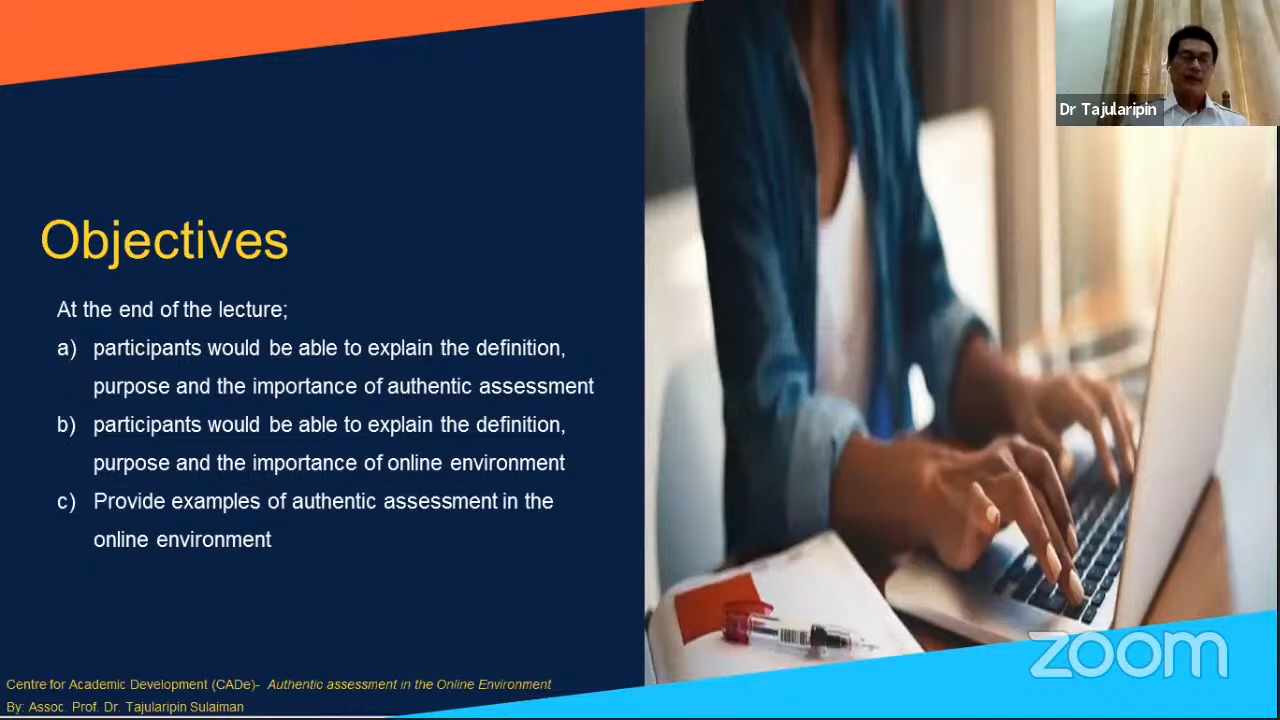 Dr Tajularipin
Objectives
At the end of the lecture;
a) participants would be able to explain the definition,
purpose and the importance of authentic assessment
b) participants would be able to explain the definition,
purpose and the importance of online environment
c) Provide examples of authentic assessment in the
online environment
zoom
Centre for Academic Development (CADe)- Authentic assessment in the Online Environment
By: Assoc. Prof. Dr. Tajularipin Sulaiman